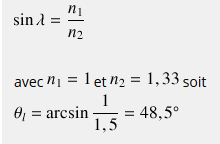 sin λ = n₁/n₂
avec n₁ = 1 et n₂ = 1,33 soit
θₗ = arcsin 1/1,5 = 48,5°